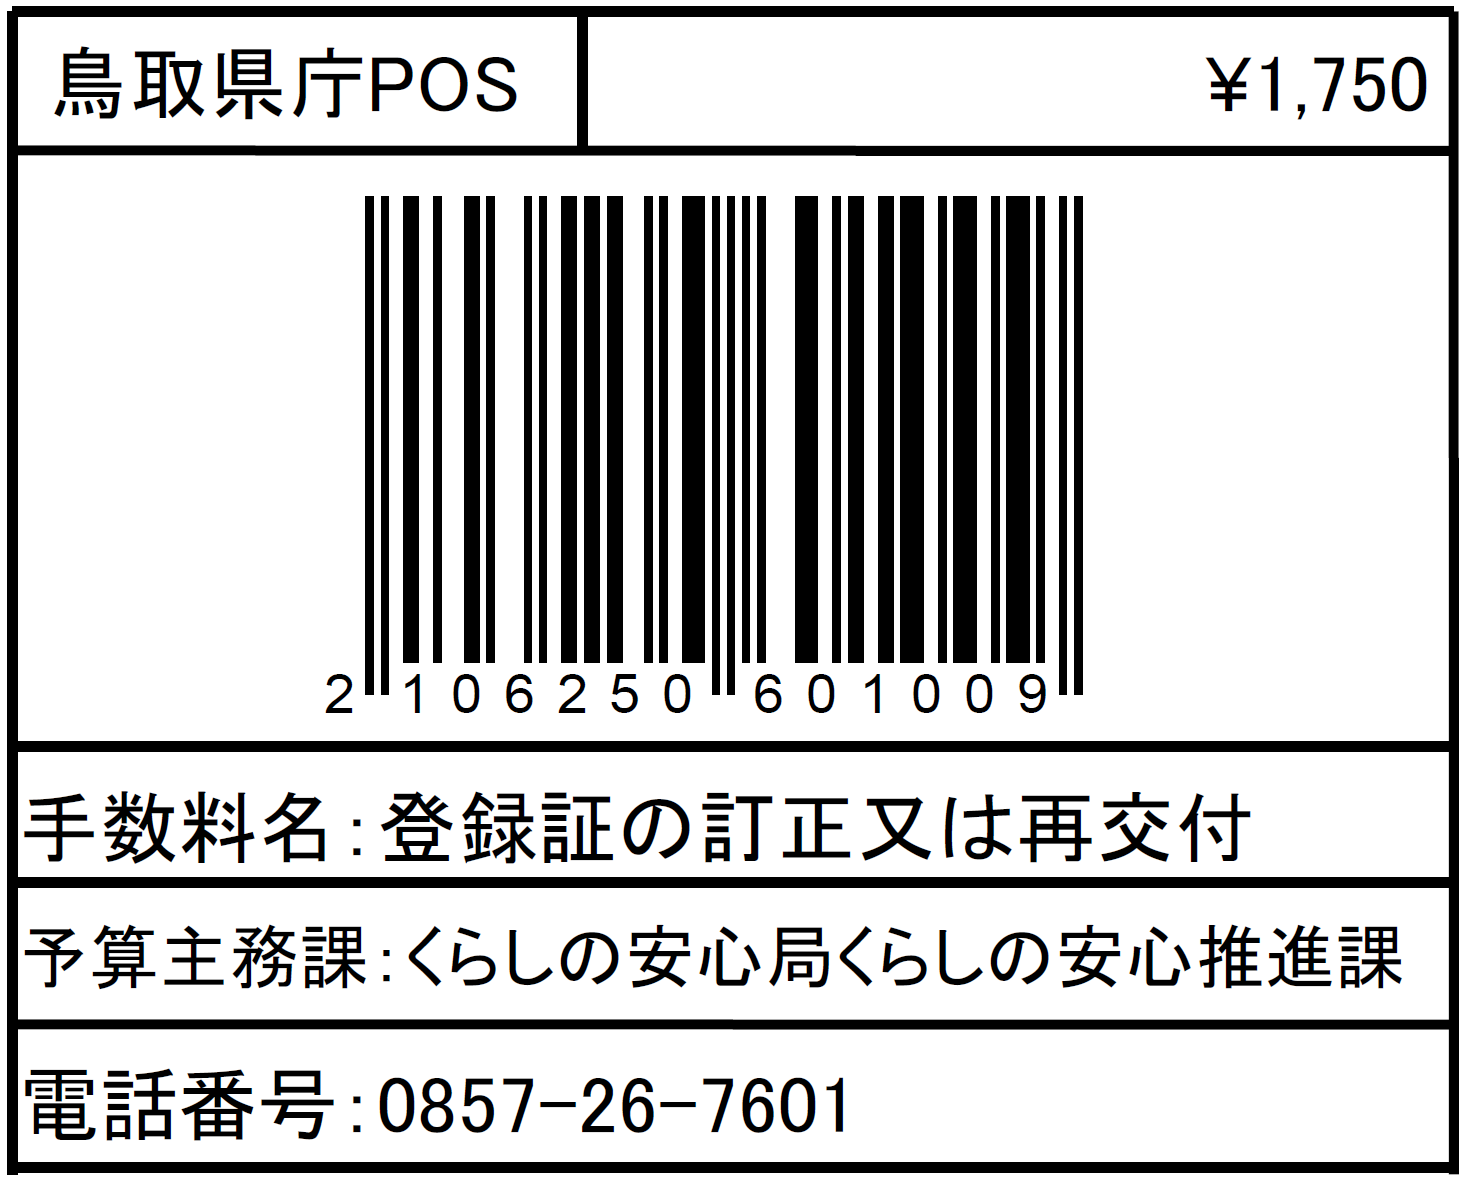 鳥取県庁POS
¥1,750
2 106250 601009
手数料名：登録証の訂正又は再交付
予算主務課：くらしの安心局くらしの安心推進課
電話番号：0857-26-7601